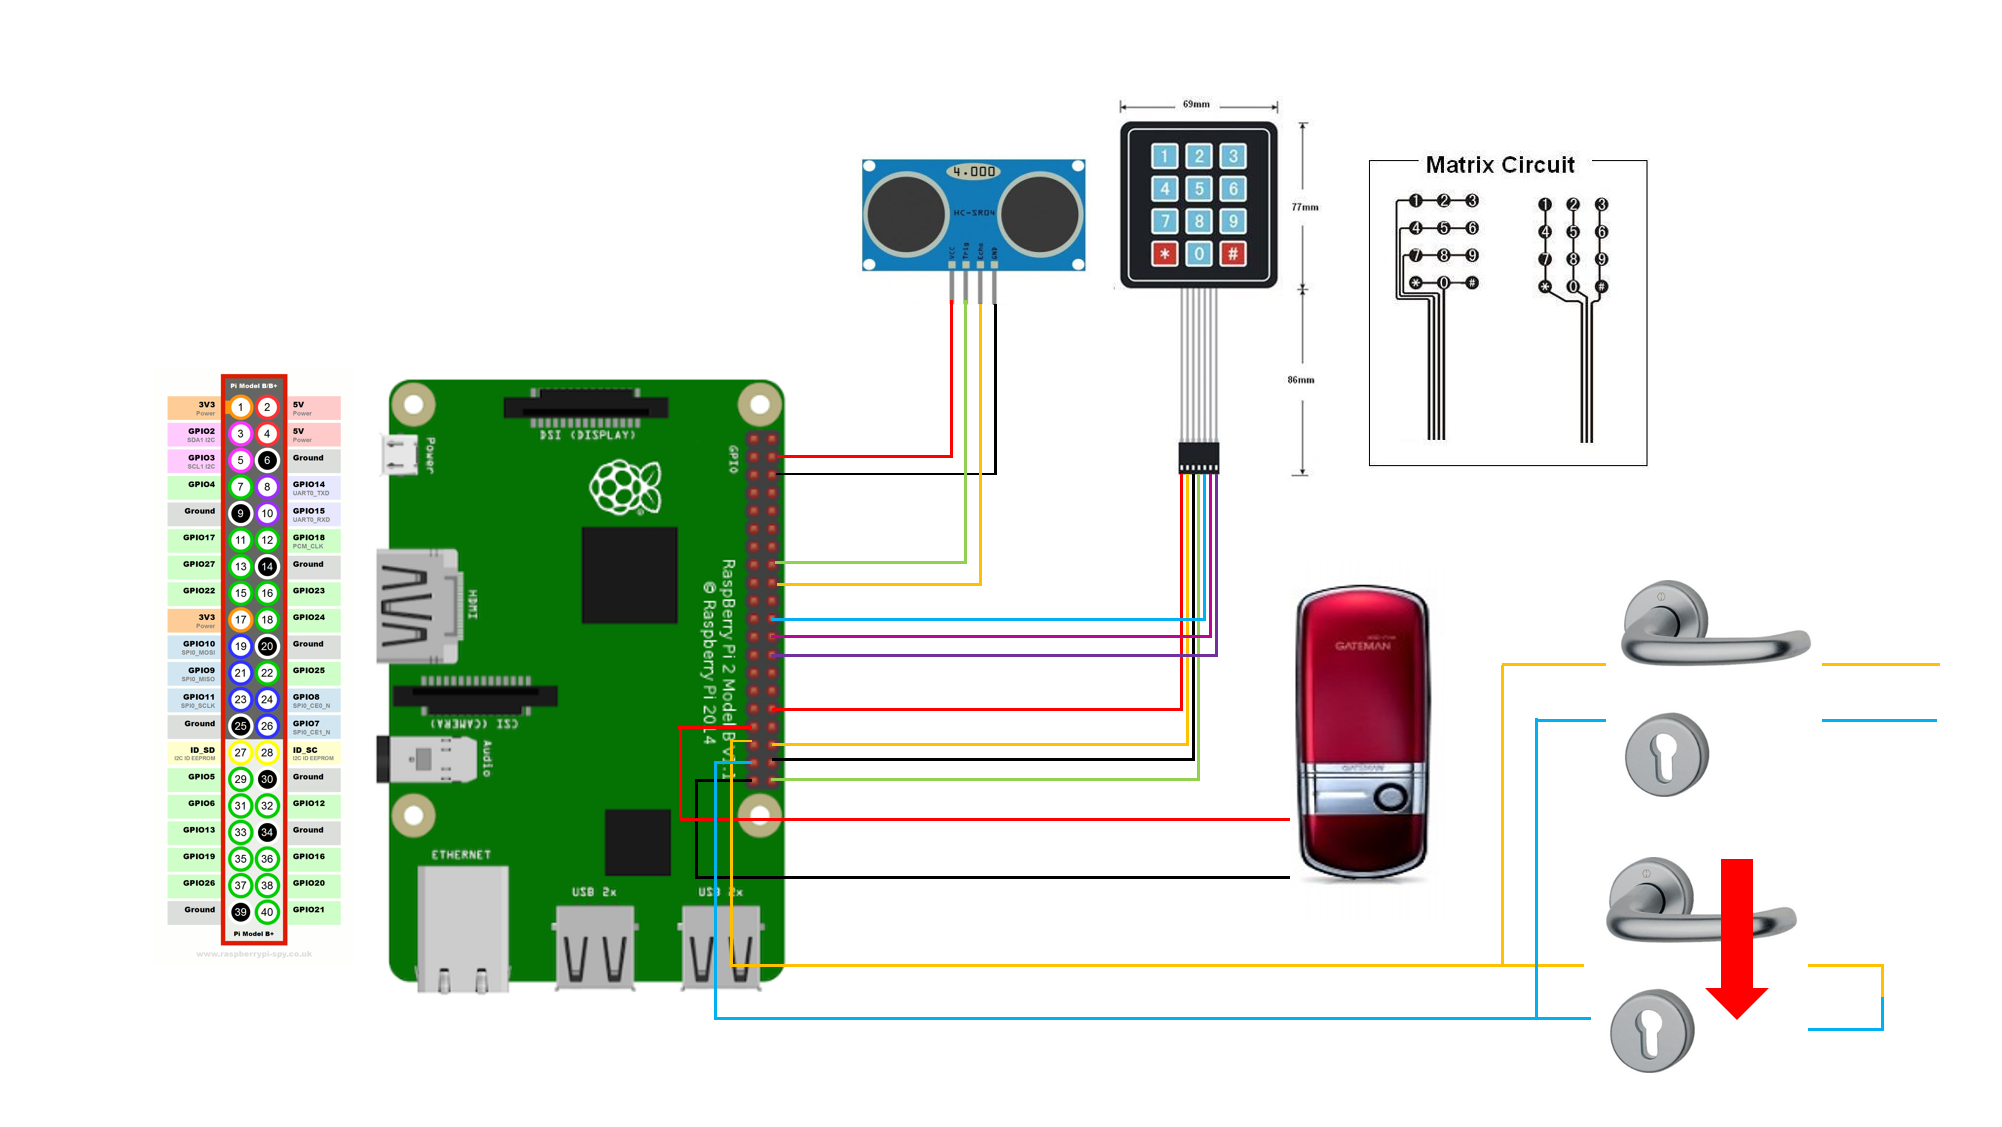 Pi Model B/B+
3V3
Power
1
2
5V
Power
GPIO2
SDA1 I2C
3
4
5V
Power
GPIO3
SCL1 I2C
5
6
Ground
GPIO4
7
8
GPIO14
UART0_TXD
Ground
9
10
GPIO15
UART0_RXD
GPIO17
11
12
GPIO18
PCM_CLK
GPIO27
13
14
Ground
GPIO22
15
16
GPIO23
3V3
Power
17
18
GPIO24
GPIO10
SPI0_MOSI
19
20
Ground
GPIO9
SPI0_MISO
21
22
GPIO25
GPIO11
SPI0_SCLK
23
24
GPIO8
SPI0_CE0_N
Ground
25
26
GPIO7
SPI0_CE1_N
ID_SD
I2C ID EEPROM
27
28
ID_SC
I2C ID EEPROM
GPIO5
29
30
Ground
GPIO6
31
32
GPIO12
GPIO13
33
34
Ground
GPIO19
35
36
GPIO16
GPIO26
37
38
GPIO20
Ground
39
40
GPIO21
Pi Model B+
www.raspberrypi-spy.co.uk
DSI (DISPLAY)
Power
GPIO
HDMI
RaspBerry Pi 2 Model B v1.1
© Raspberry Pi 2014
CSI (CAMERA)
Audio
ETHERNET
USB 2x
USB 2x
4.000
HC-SR04
VCC
Trig
Echo
GND
69mm
1 2 3
4 5 6
7 8 9
* 0 #
77mm
86mm
Matrix Circuit
1 2 3
4 5 6
7 8 9
* 0 #
1 2 3
4 5 6
7 8 9
* 0 #
GATEMAN
GATEMAN